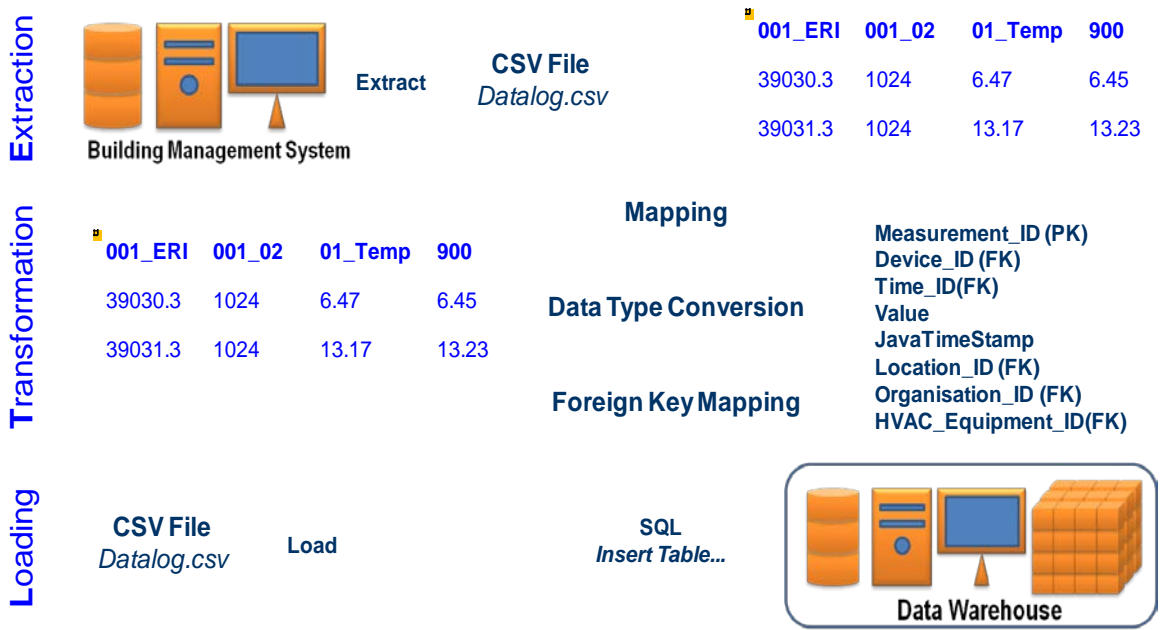 Extraction
Building Management System
Extract
CSV File
Datalog.csv
001_ERI 001_02 01_Temp 900
39030.3 1024 6.47 6.45
39031.3 1024 13.17 13.23
Transformation
001_ERI 001_02 01_Temp 900
39030.3 1024 6.47 6.45
39031.3 1024 13.17 13.23
Mapping
Data Type Conversion
Foreign Key Mapping
Measurement_ID (PK)
Device_ID (FK)
Time_ID(FK)
Value
JavaTimeStamp
Location_ID (FK)
Organisation_ID (FK)
HVAC_Equipment_ID(FK)
Loading
CSV File
Datalog.csv
Load
SQL
Insert Table...
Data Warehouse